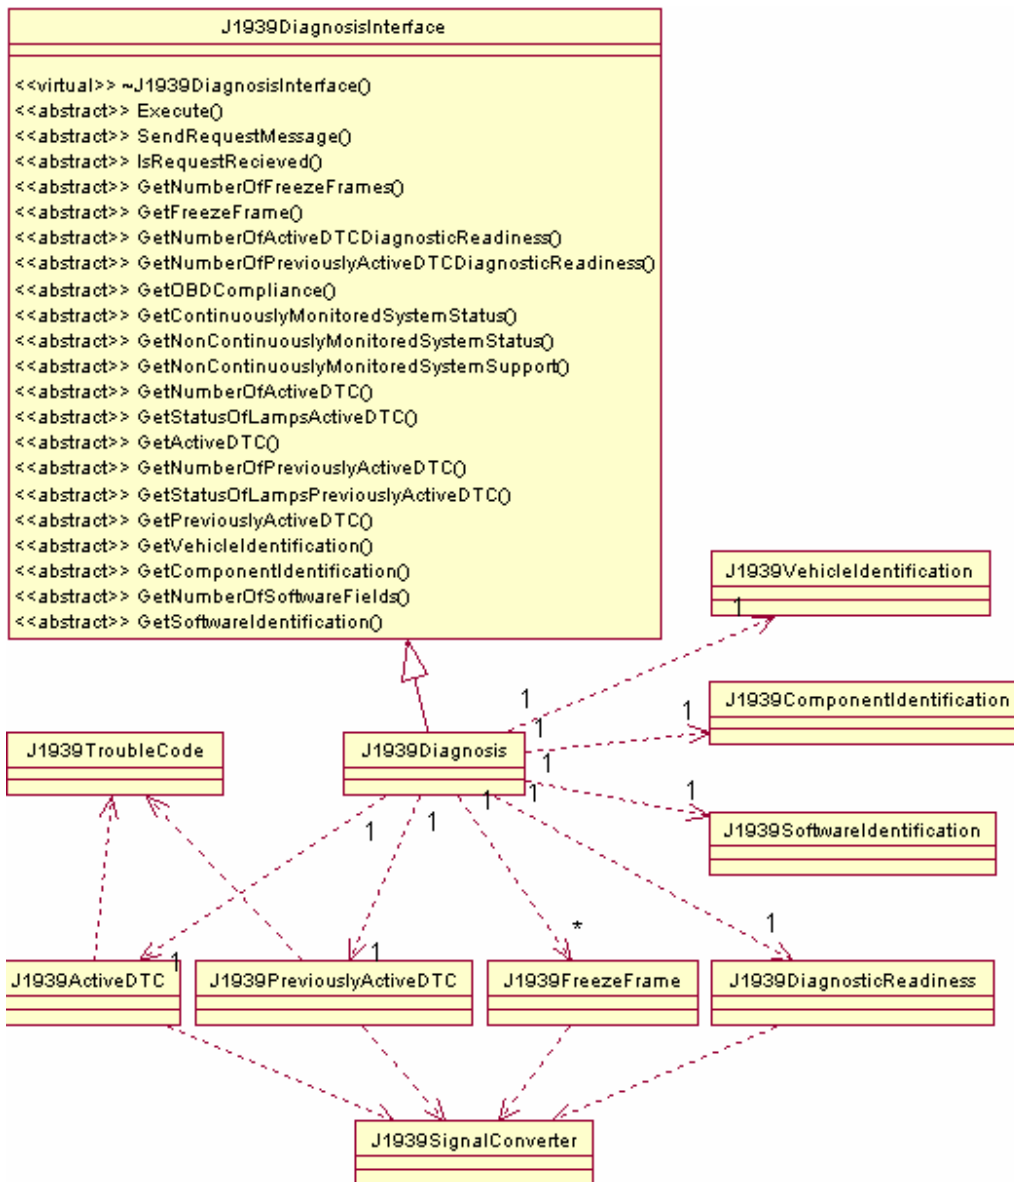 J1939DiagnosisInterface
<<virtual>> ~J1939DiagnosisInterface()
<<abstract>> Execute()
<<abstract>> SendRequestMessage()
<<abstract>> IsRequestRecieved()
<<abstract>> GetNumberOfFreezeFrames()
<<abstract>> GetFreezeFrame()
<<abstract>> GetNumberOfActiveDTCDiagnosticReadiness()
<<abstract>> GetNumberOfPreviouslyActiveDTCDiagnosticReadiness()
<<abstract>> GetOBDCompliance()
<<abstract>> GetContinuouslyMonitoredSystemStatus()
<<abstract>> GetNonContinuouslyMonitoredSystemStatus()
<<abstract>> GetNonContinuouslyMonitoredSystemSupport()
<<abstract>> GetNumberOfActiveDTC()
<<abstract>> GetStatusOfLampsActiveDTC()
<<abstract>> GetActiveDTC()
<<abstract>> GetNumberOfPreviouslyActiveDTC()
<<abstract>> GetStatusOfLampsPreviouslyActiveDTC()
<<abstract>> GetPreviouslyActiveDTC()
<<abstract>> GetVehicleIdentification()
<<abstract>> GetComponentIdentification()
<<abstract>> GetNumberOfSoftwareFields()
<<abstract>> GetSoftwareIdentification()
J1939VehicleIdentification
1
1
J1939ComponentIdentification
1
1
J1939TroubleCode
J1939Diagnosis
1
1
1
1
J1939SoftwareIdentification
1
1
*
1
1
1
J1939ActiveDTC
J1939PreviouslyActiveDTC
J1939FreezeFrame
J1939DiagnosticReadiness
J1939SignalConverter